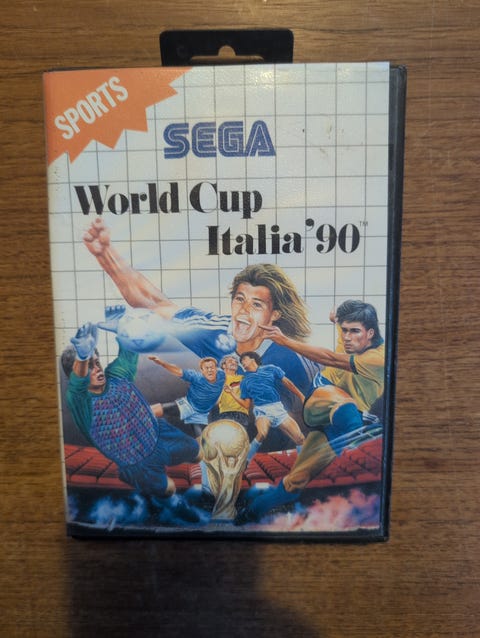 SPORTS
SEGA
World Cup
Italia '90™